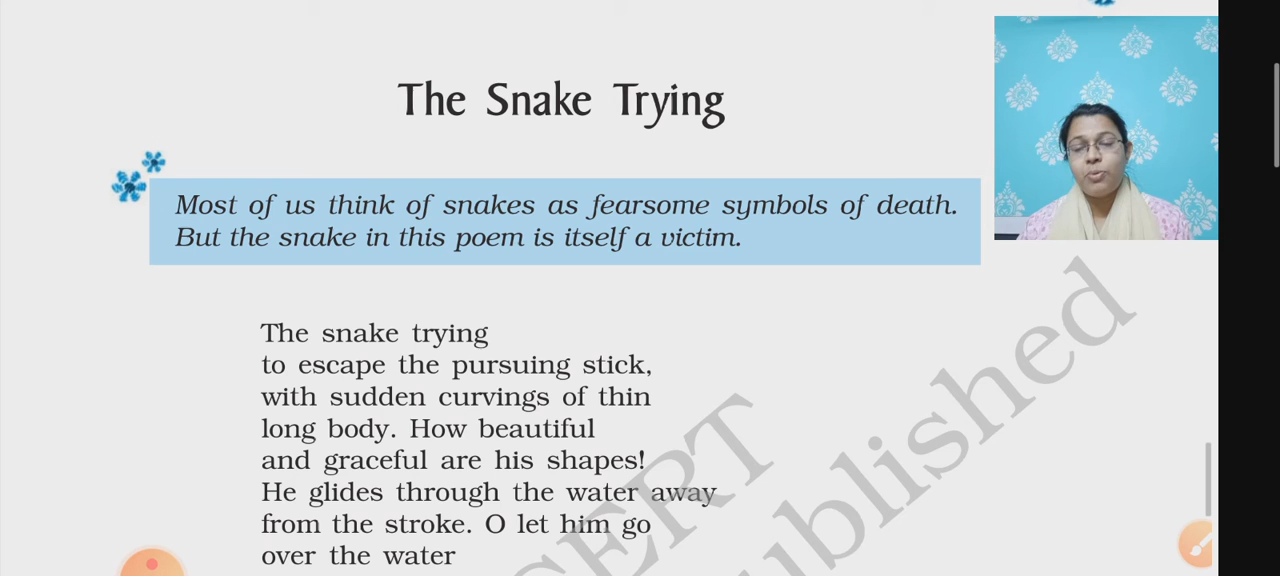 The Snake Trying
Most of us think of snakes as fearsome symbols of death.
But the snake in this poem is itself a victim.
The snake trying
to escape the pursuing stick,
with sudden curvings of thin
long body. How beautiful
and graceful are his shapes!
He glides through the water away
from the stroke. O let him go
over the water
CERT
ublished